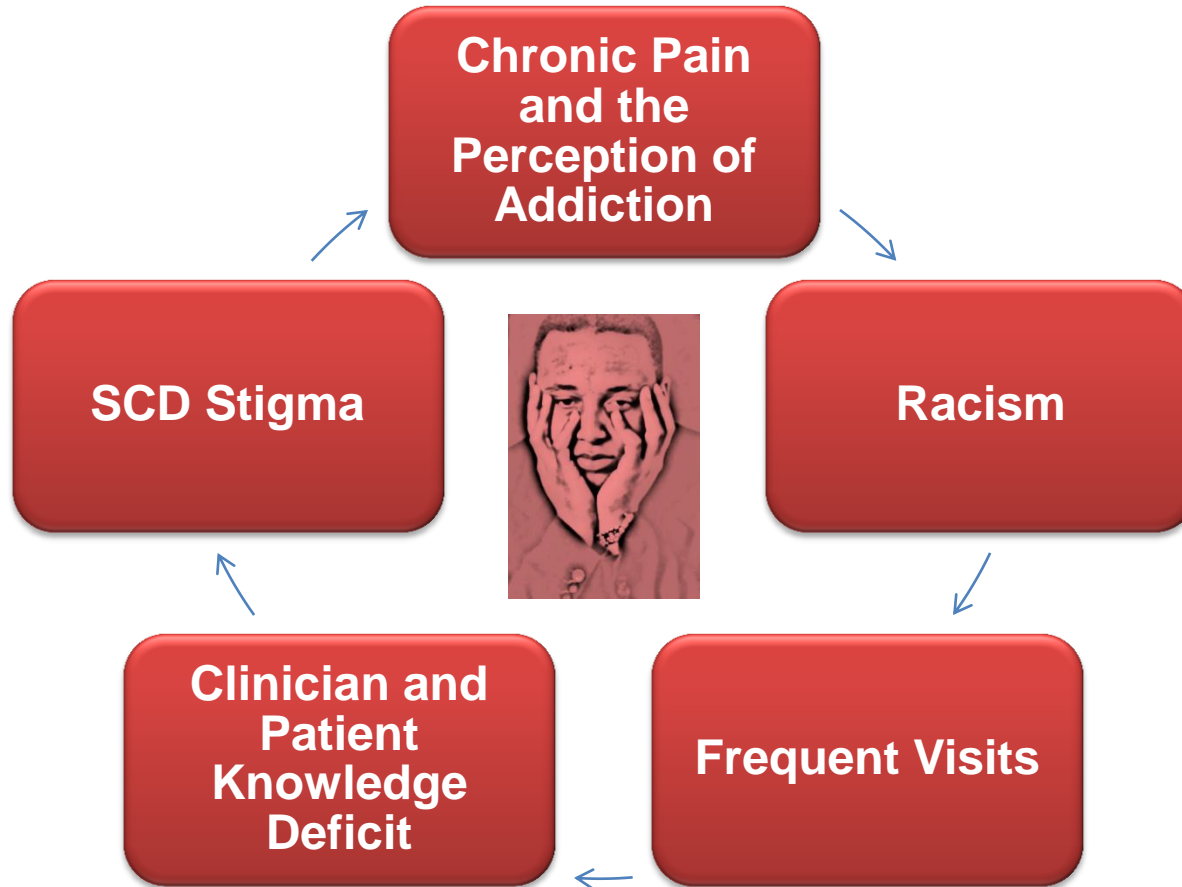 Chronic Pain
and the
Perception of
Addiction
SCD Stigma
Racism
Clinician and
Patient
Knowledge
Deficit
Frequent Visits